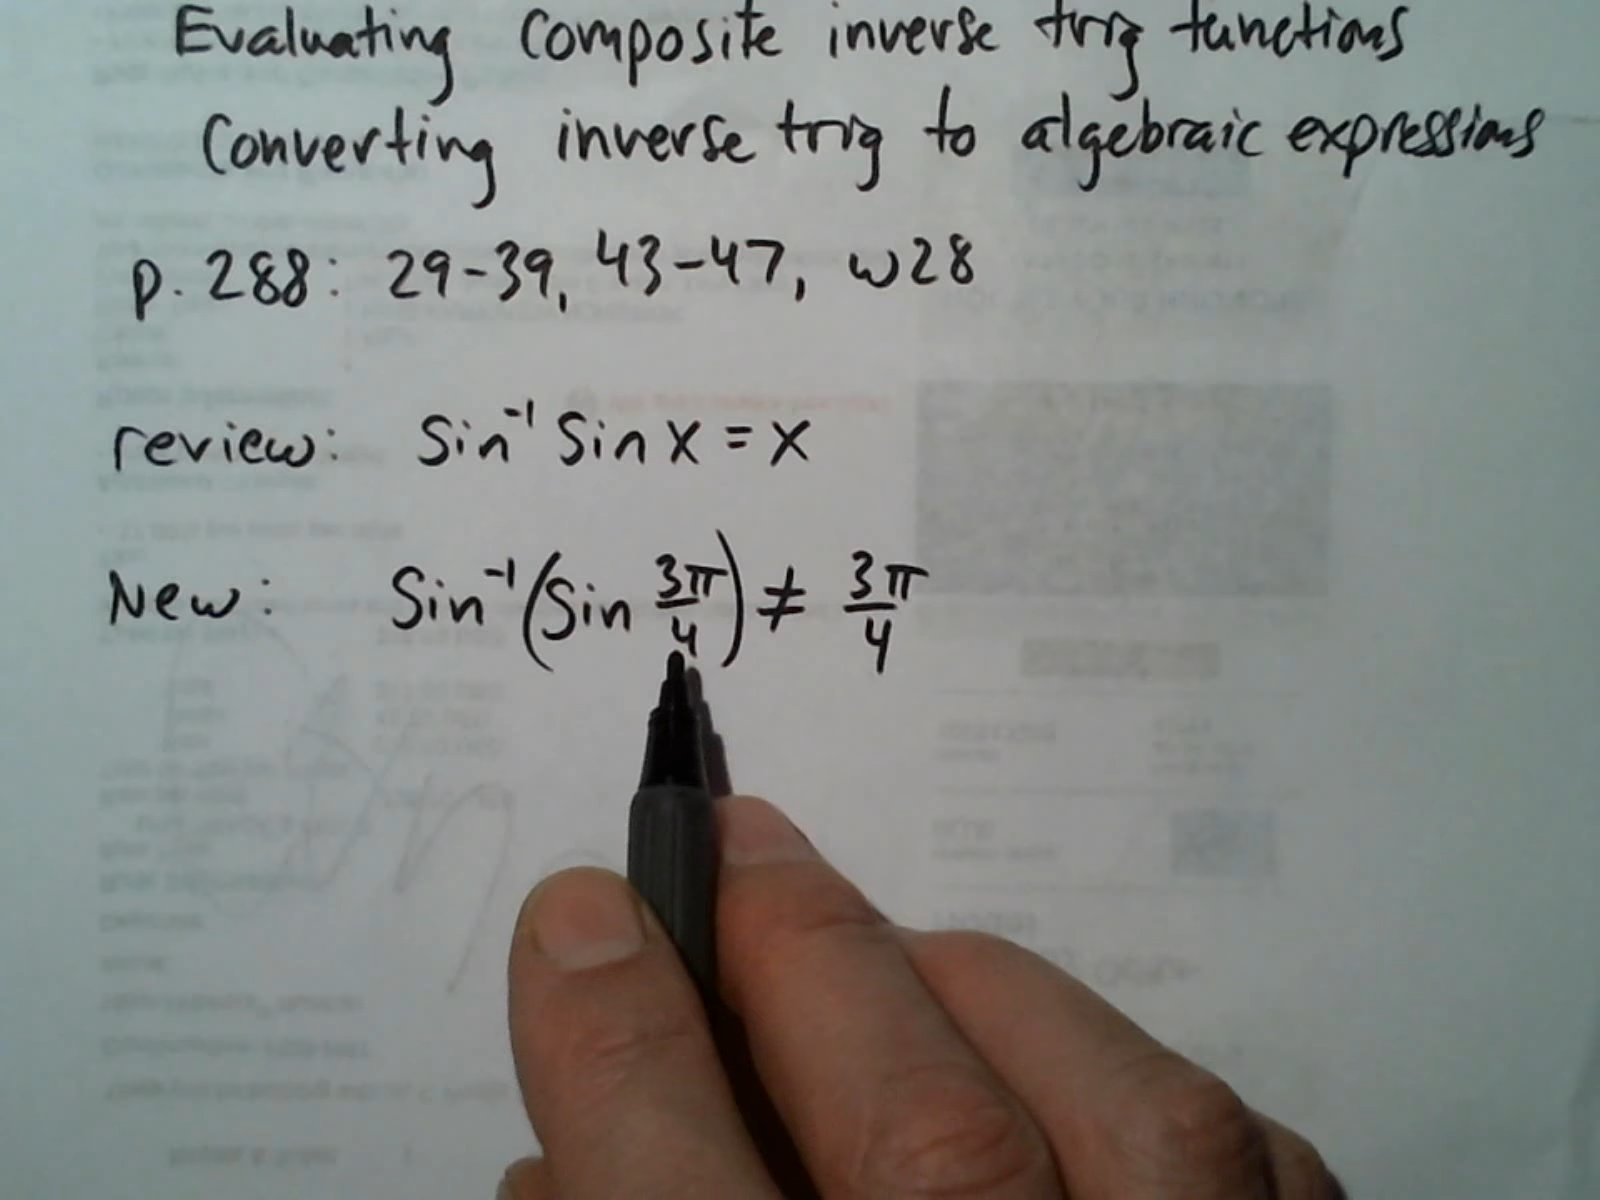 Evaluating composite inverse trig functions
Converting inverse trig to algebraic expressions
p. 288: 29-39, 43-47, w28
review: Sin⁻¹ Sin x = x
New: Sin⁻¹(Sin 3π/4) ≠ 3π/4